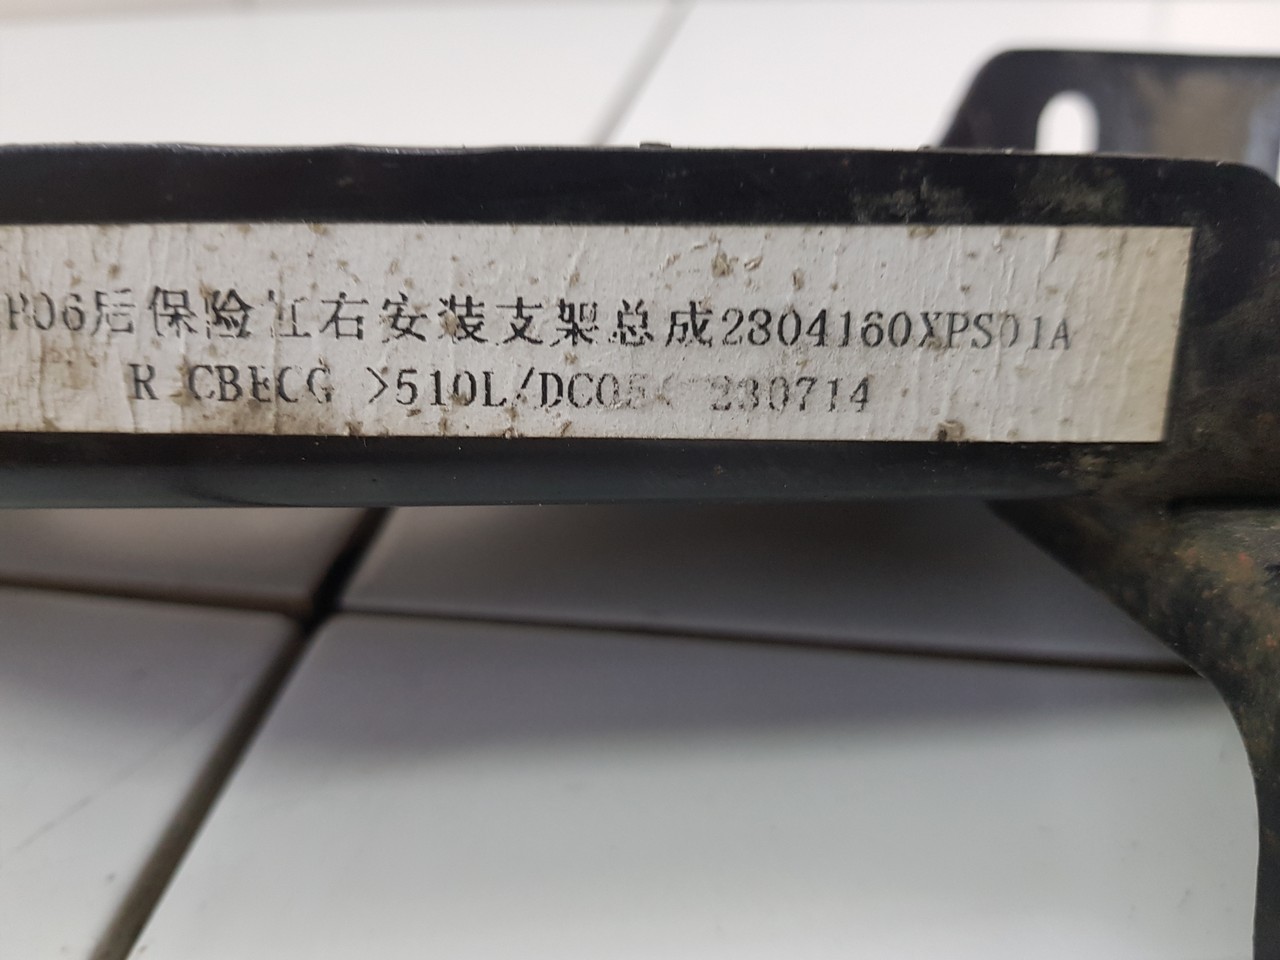 P06后保险杠右安装支架总成2804160XPS01A
R CBECG >510L/DC05< 230714